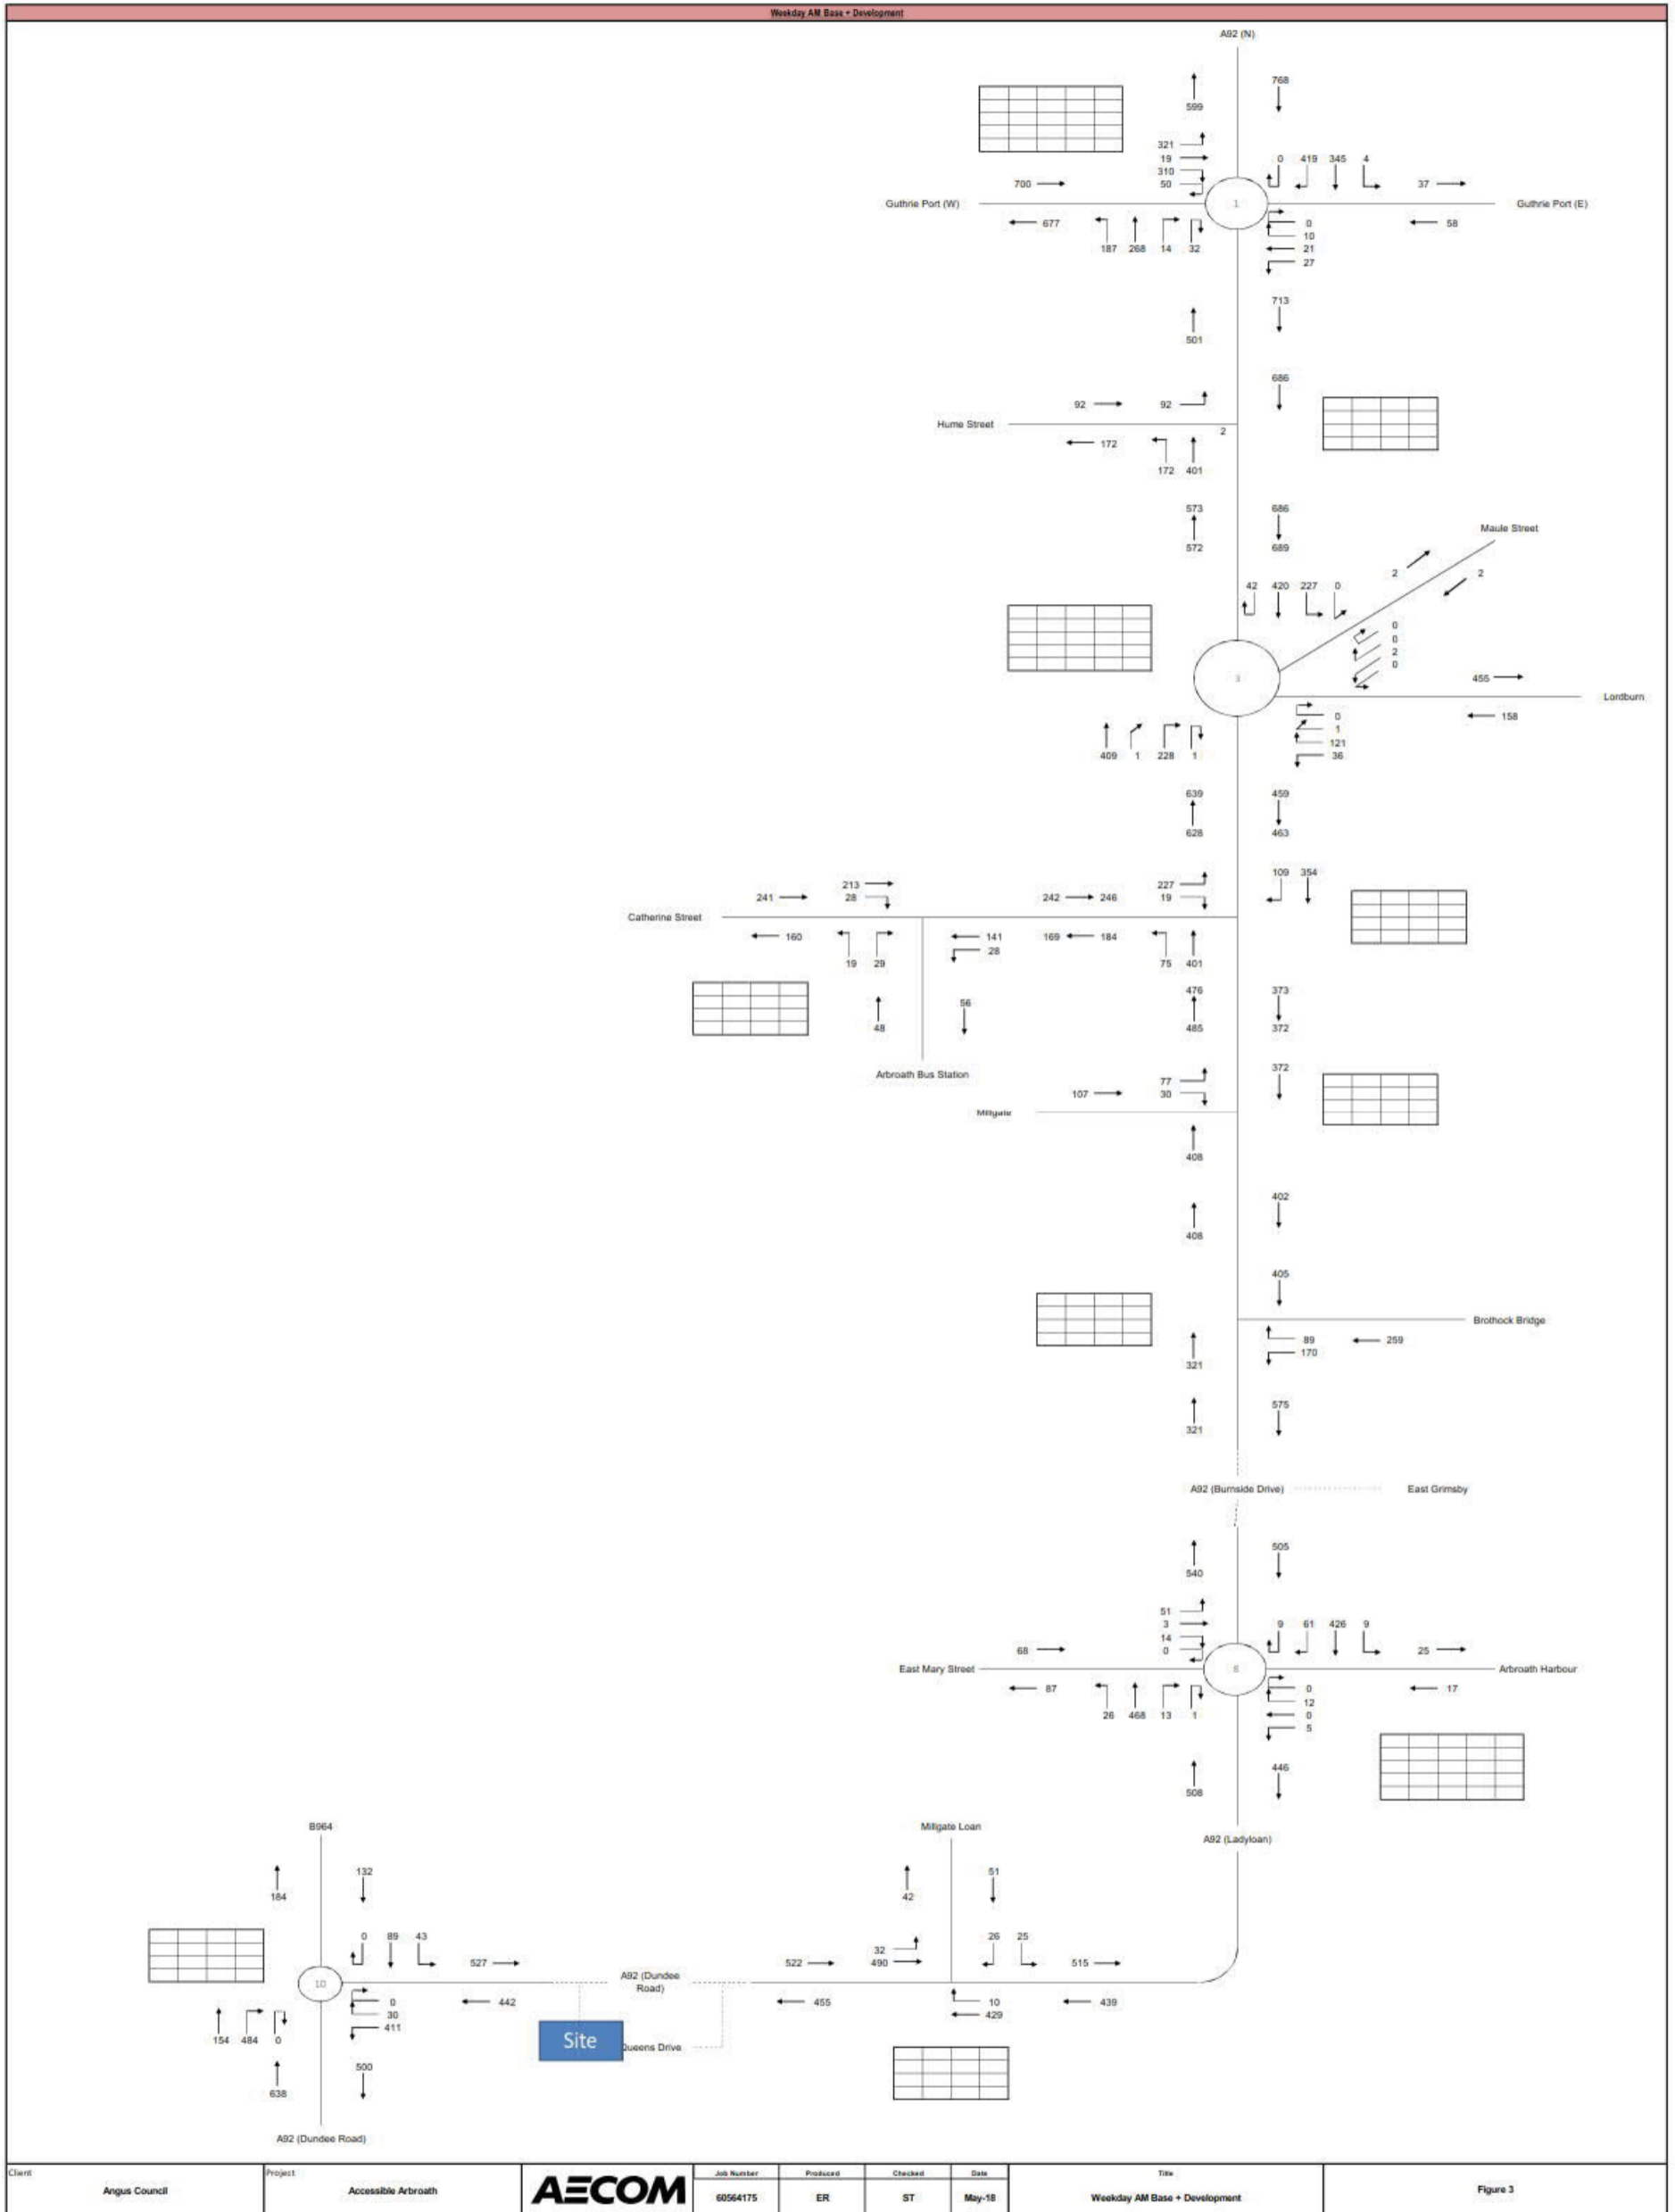 Weekday AM Base + Development
A92 (N)
768
599
321
19
310
50
0 419 345 4
700
37
Guthrie Port (W)
1
Guthrie Port (E)
677
58
187 268 14 32
0
10
21
27
713
501
686
92 92
Hume Street
2
172
172 401
573 686
572 689
Maule Street
2 2
42 420 227 0
0
0
2
0
3
455
Lordburn
158
0
1
121
36
409 1 228 1
639 459
628 463
109 354
213
28
227
19
241
242 246
Catherine Street
160
141
28
169 184
19 29
75 401
476 373
485 372
48
56
Arbroath Bus Station
372
77
30
107
Millgate
408
402
408
405
Brothock Bridge
89
170
259
321
321
575
A92 (Burnside Drive)
East Grimsby
505
540
51
3
14
0
9 61 426 9
68
25
East Mary Street
8
Arbroath Harbour
87
17
26 468 13 1
0
12
0
5
446
508
A92 (Ladyloan)
B964
Millgate Loan
132
184
51
42
0 89 43
26 25
32
490
527
522
515
10
A92 (Dundee
Road)
442
455
439
0
30
411
10
429
154 484 0
Site
Queens Drive
500
638
A92 (Dundee Road)
Client
Angus Council
Project
Accessible Arbroath
AECOM
Job Number
60564175
Produced
ER
Checked
ST
Date
May-18
Title
Weekday AM Base + Development
Figure 3